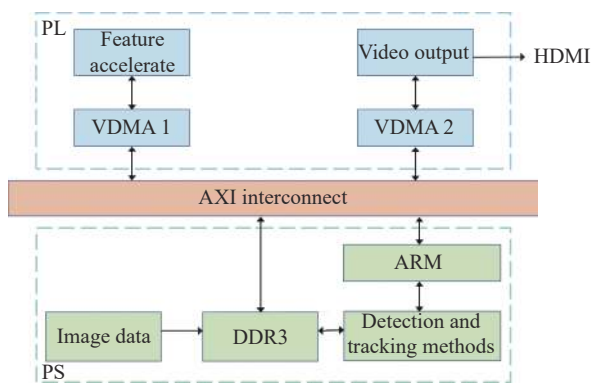 PL
Feature
accelerate
Video output
HDMI
VDMA 1
VDMA 2
AXI interconnect
ARM
Image data
DDR3
Detection and
tracking methods
PS